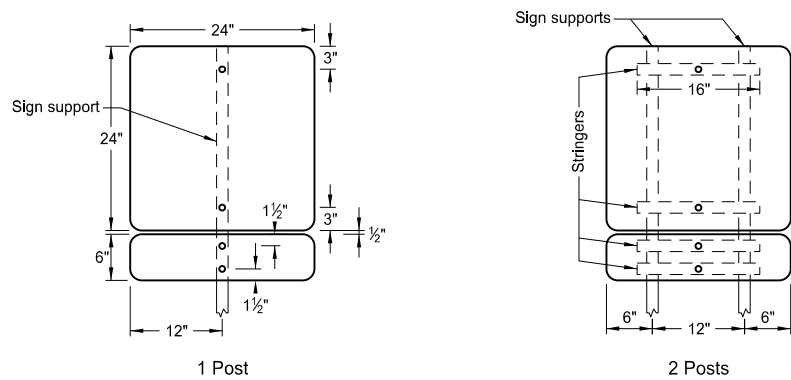 24"
3"
Sign support
24"
1½"
3"
½"
6"
1½"
12"
1 Post
Sign supports
16"
Stringers
6"
12"
6"
2 Posts